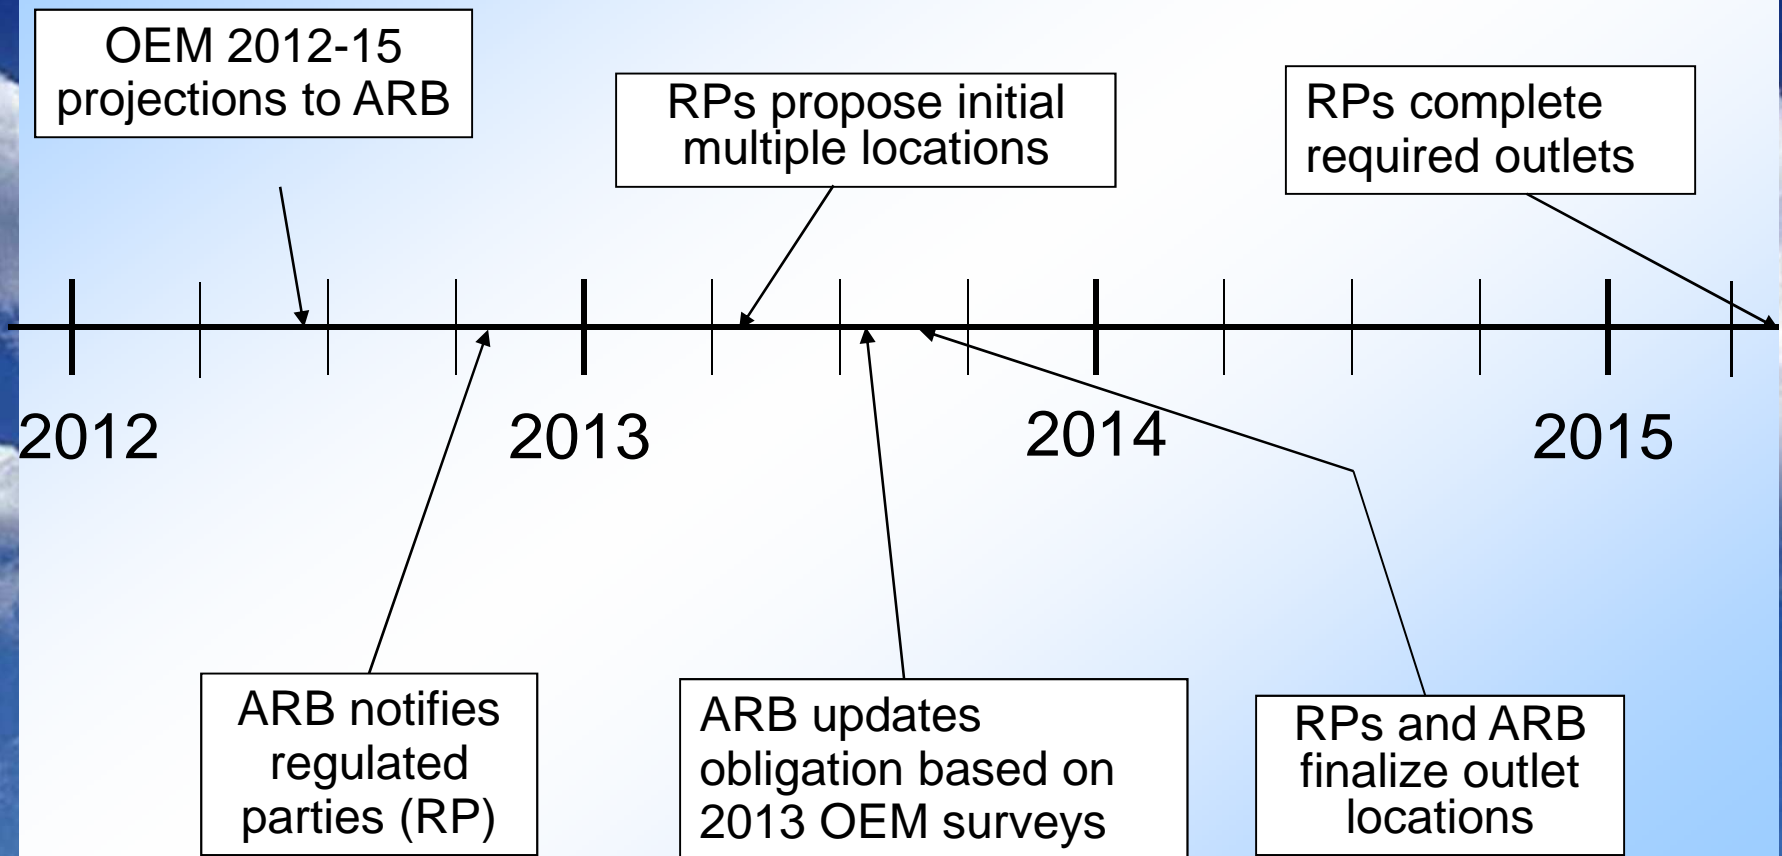 OEM 2012-15
projections to ARB
RPs propose initial
multiple locations
RPs complete
required outlets
2012
2013
2014
2015
ARB notifies
regulated
parties (RP)
ARB updates
obligation based on
2013 OEM surveys
RPs and ARB
finalize outlet
locations